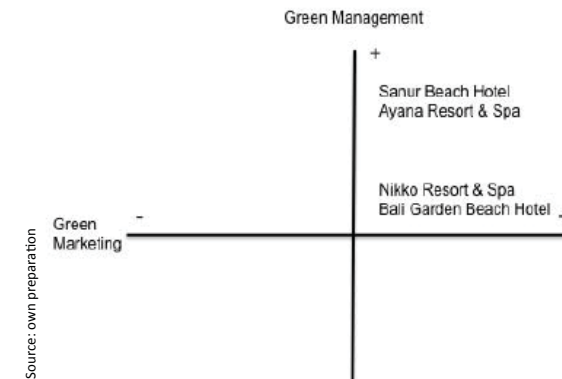 Green Management
+
Sanur Beach Hotel
Ayana Resort & Spa
Nikko Resort & Spa
Bali Garden Beach Hotel
-
Green
Marketing
Source: own preparation